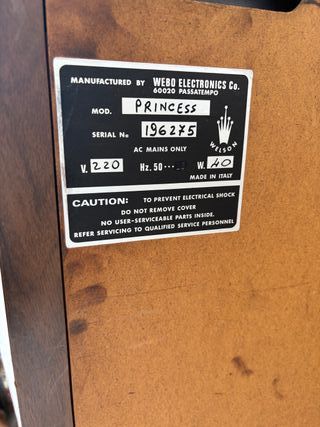 MANUFACTURED BY WEBO ELECTRONICS Co.
60020 PASSATEMPO
MOD. PRINCESS
SERIAL No 196275
WELSON
AC MAINS ONLY
V. 220 Hz. 50··· W. 40
MADE IN ITALY
CAUTION: TO PREVENT ELECTRICAL SHOCK
DO NOT REMOVE COVER
NO USER-SERVICEABLE PARTS INSIDE.
REFER SERVICING TO QUALIFIED SERVICE PERSONNEL